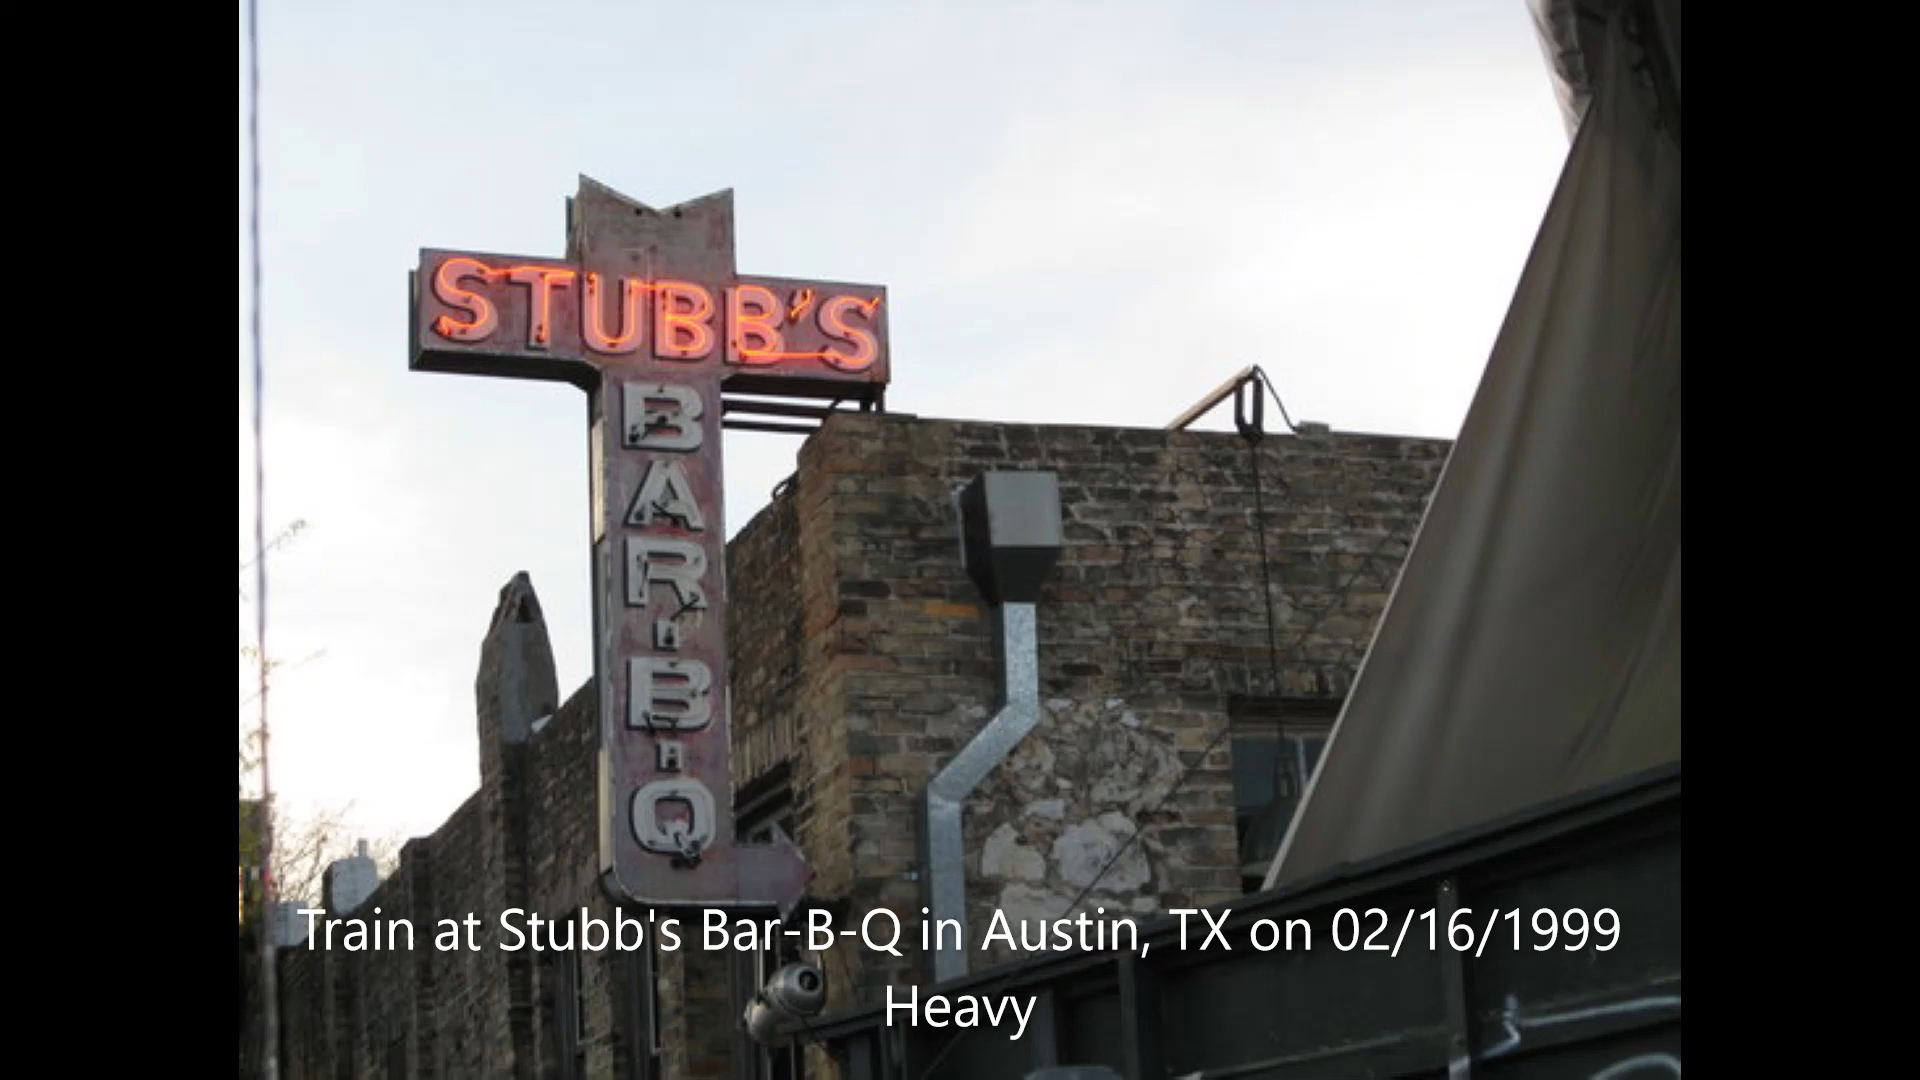 STUBB'S
BAR-B-Q
Train at Stubb's Bar-B-Q in Austin, TX on 02/16/1999
Heavy